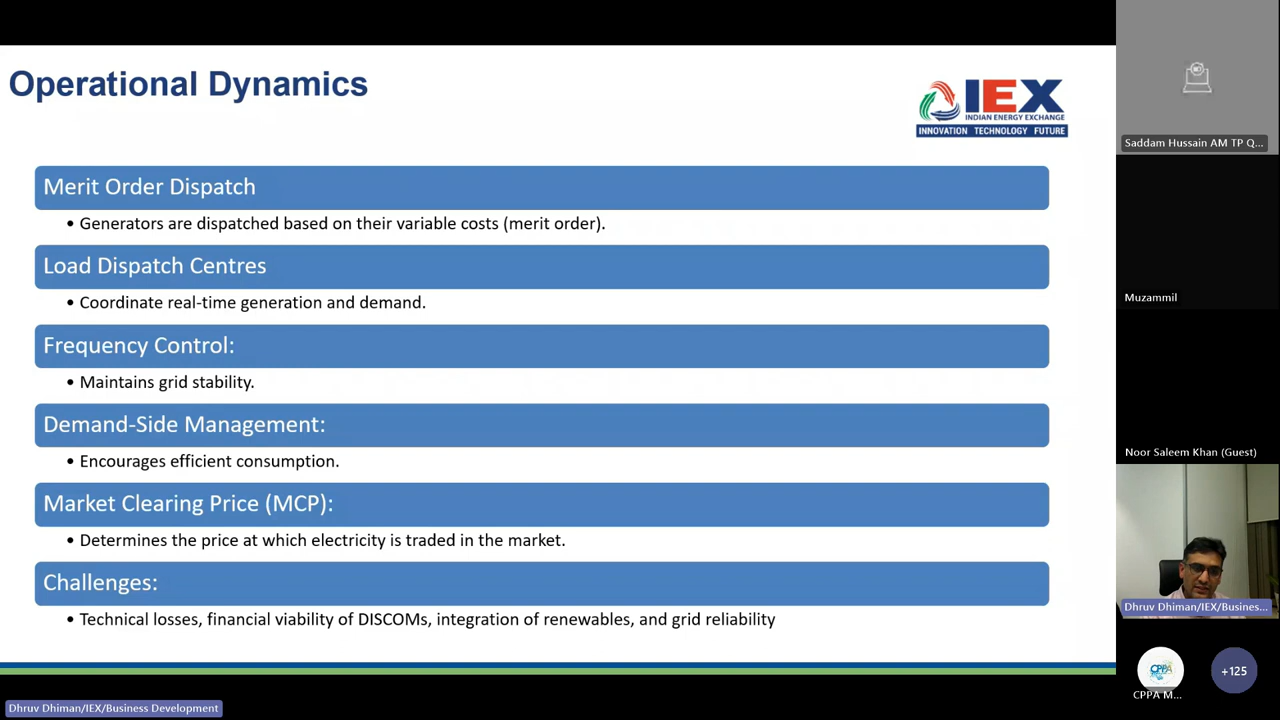 Operational Dynamics
IEX
INDIAN ENERGY EXCHANGE
INNOVATION TECHNOLOGY FUTURE
Merit Order Dispatch
• Generators are dispatched based on their variable costs (merit order).
Load Dispatch Centres
• Coordinate real-time generation and demand.
Frequency Control:
• Maintains grid stability.
Demand-Side Management:
• Encourages efficient consumption.
Market Clearing Price (MCP):
• Determines the price at which electricity is traded in the market.
Challenges:
• Technical losses, financial viability of DISCOMs, integration of renewables, and grid reliability
Dhruv Dhiman/IEX/Business Development
Saddam Hussain AM TP Q...
Muzammil
Noor Saleem Khan (Guest)
Dhruv Dhiman/IEX/Busines...
CPPA
CPPA M...
+125